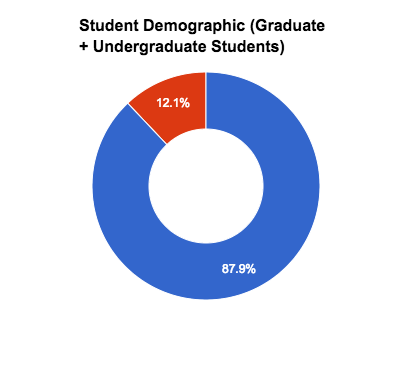 Student Demographic (Graduate
+ Undergraduate Students)
12.1%
87.9%